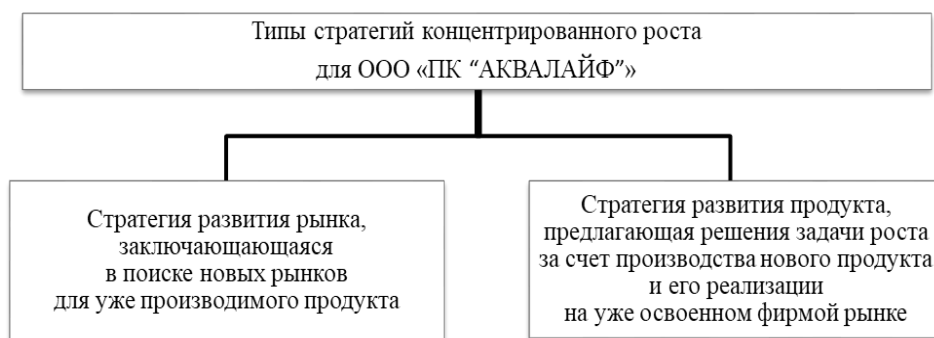 Типы стратегий концентрированного роста
для ООО «ПК “АКВАЛАЙФ”»
Стратегия развития рынка,
заключающающаяся
в поиске новых рынков
для уже производимого продукта
Стратегия развития продукта,
предлагающая решения задачи роста
за счет производства нового продукта
и его реализации
на уже освоенном фирмой рынке